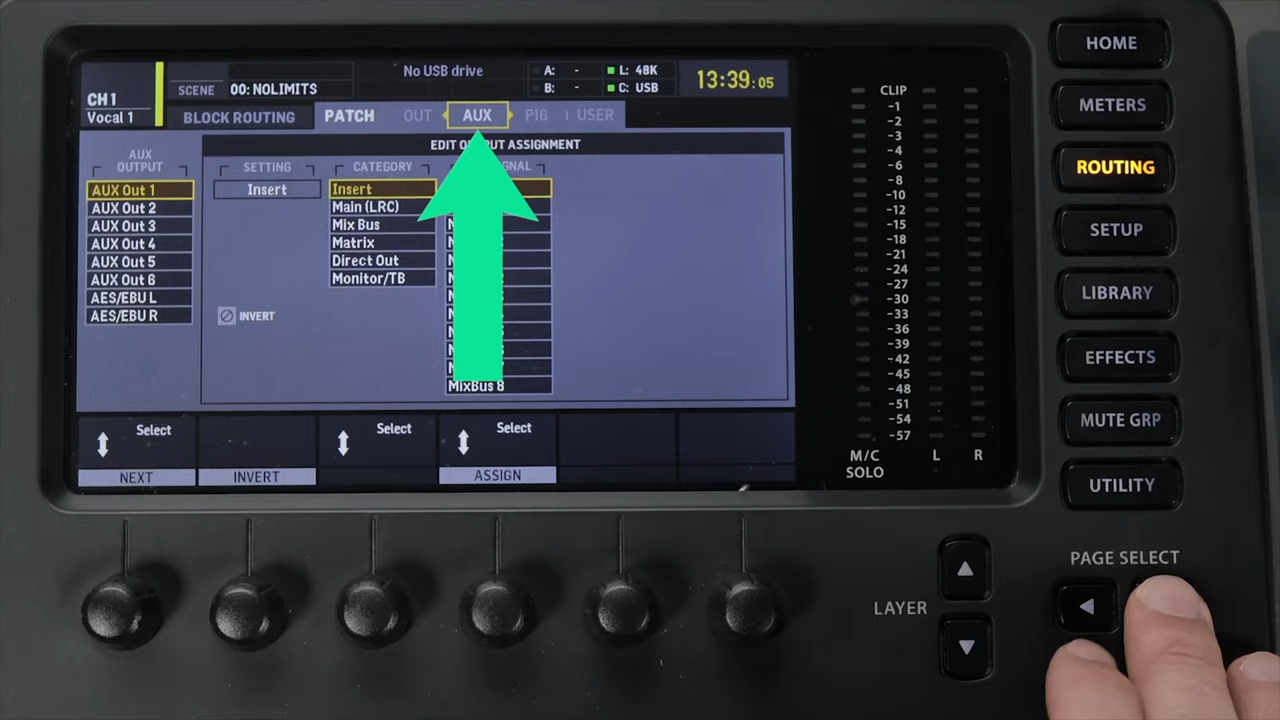 CH1
Vocal 1
SCENE 00: NOLIMITS
No USB drive
A: - L: 48K
B: - C: USB
13:39:05
BLOCK ROUTING PATCH OUT AUX P16 USER
EDIT OUTPUT ASSIGNMENT
AUX
OUTPUT
AUX Out 1
AUX Out 2
AUX Out 3
AUX Out 4
AUX Out 5
AUX Out 6
AES/EBU L
AES/EBU R
SETTING
Insert
INVERT
CATEGORY
Insert
Main (LRC)
Mix Bus
Matrix
Direct Out
Monitor/TB
MixBus 8
Select
Select
Select
NEXT
INVERT
ASSIGN
CLIP
-1
-2
-3
-4
-6
-8
-10
-12
-15
-18
-21
-24
-27
-30
-33
-36
-39
-42
-45
-48
-51
-54
-57
M/C
SOLO
L R
HOME
METERS
ROUTING
SETUP
LIBRARY
EFFECTS
MUTE GRP
UTILITY
PAGE SELECT
LAYER